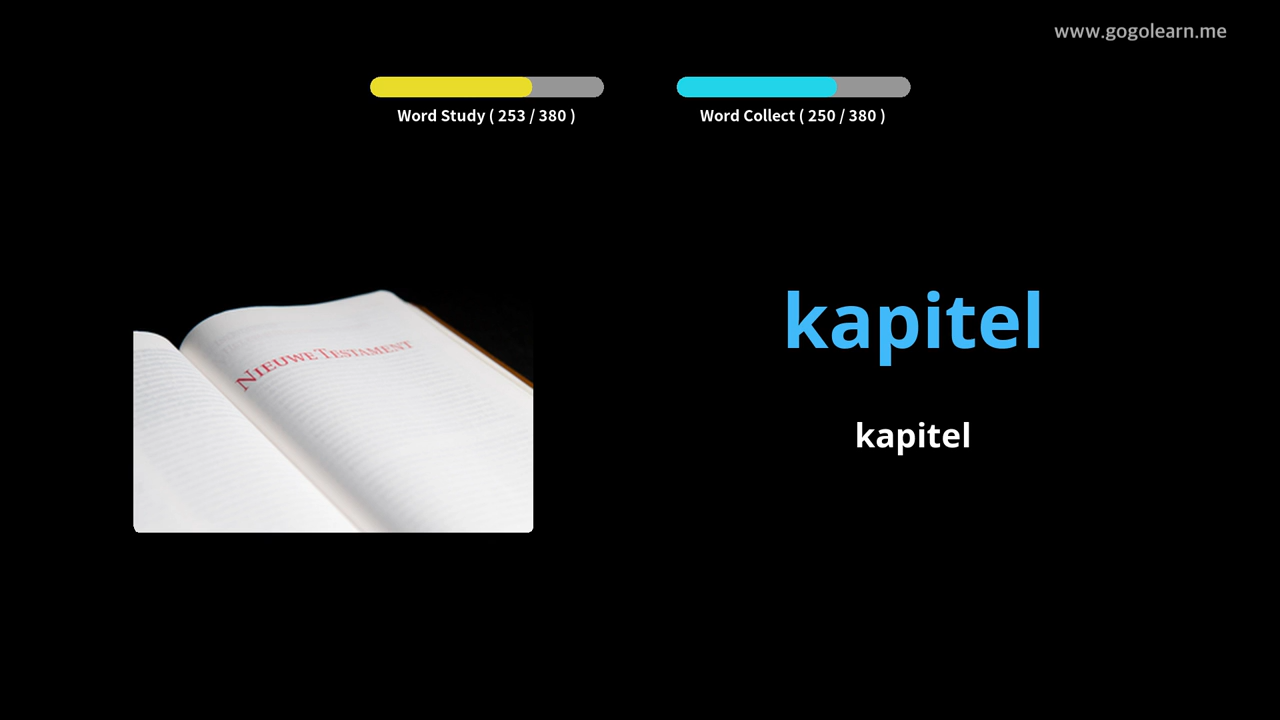 www.gogolearn.me
Word Study ( 253 / 380 )
Word Collect ( 250 / 380 )
NIEUWE TESTAMENT
kapitel
kapitel